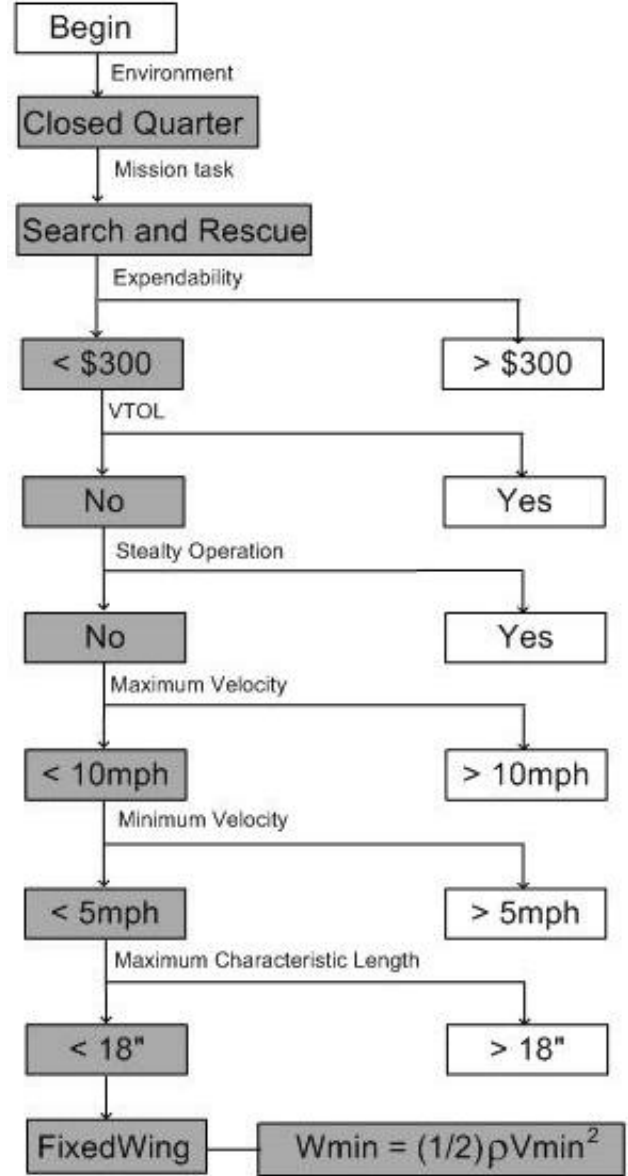 Begin
Environment
Closed Quarter
Mission task
Search and Rescue
Expendability
< $300
> $300
VTOL
No
Yes
Stealty Operation
No
Yes
Maximum Velocity
< 10mph
> 10mph
Minimum Velocity
< 5mph
> 5mph
Maximum Characteristic Length
< 18"
> 18"
FixedWing
Wmin = (1/2)ρVmin²